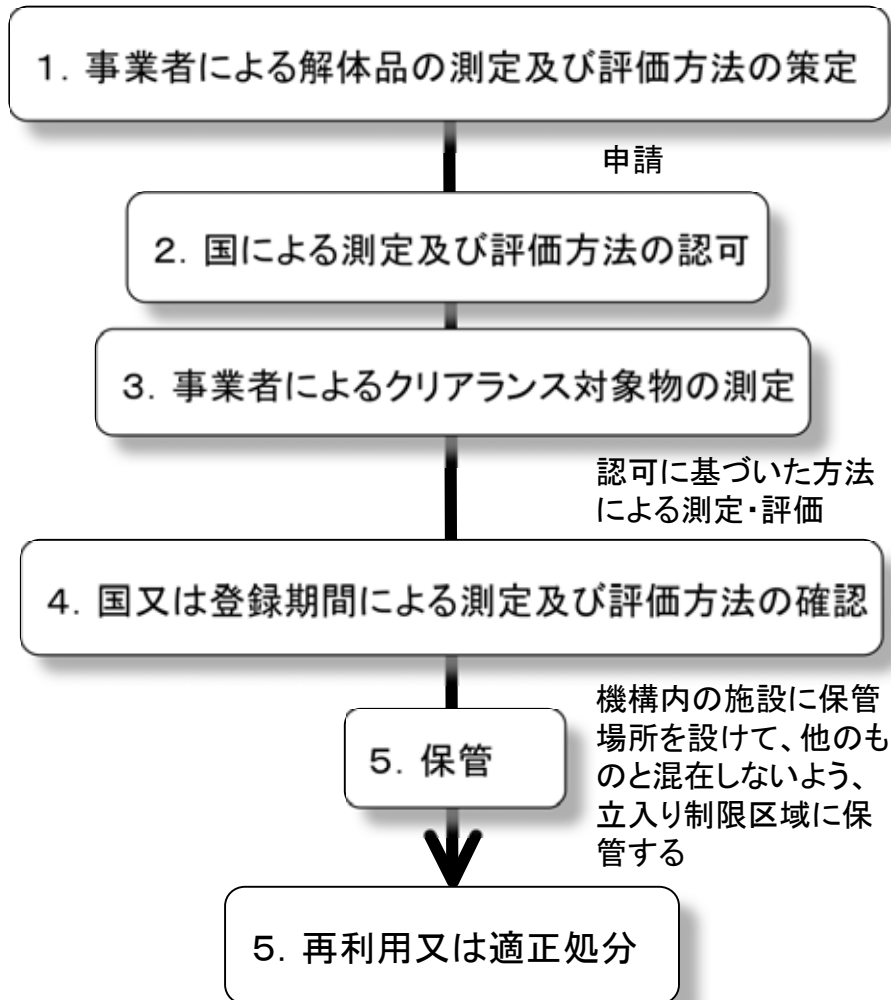 1. 事業者による解体品の測定及び評価方法の策定
申請
2. 国による測定及び評価方法の認可
3. 事業者によるクリアランス対象物の測定
認可に基づいた方法
による測定・評価
4. 国又は登録期間による測定及び評価方法の確認
機構内の施設に保管
場所を設けて、他のも
のと混在しないよう、
立入り制限区域に保
管する
5. 保管
5. 再利用又は適正処分